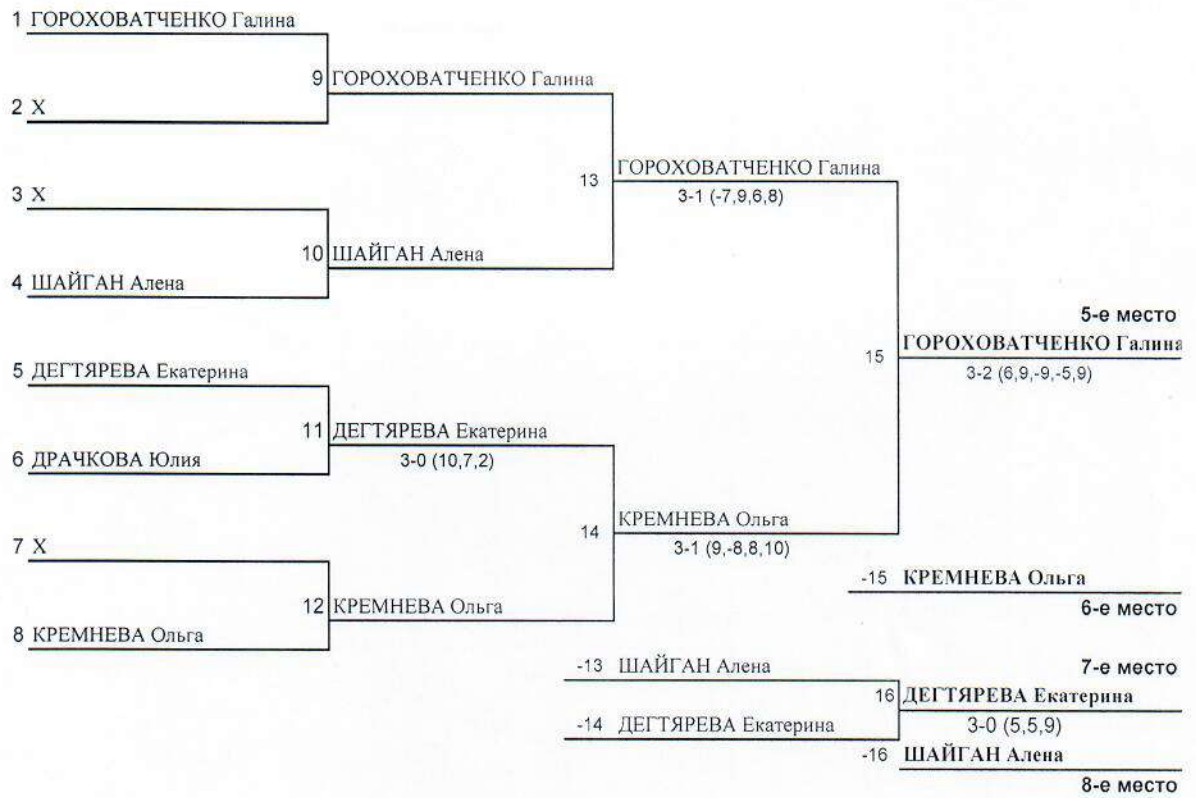 1 ГОРОХОВАТЧЕНКО Галина
9 ГОРОХОВАТЧЕНКО Галина
2 X
13 ГОРОХОВАТЧЕНКО Галина
3-1 (-7,9,6,8)
3 X
10 ШАЙГАН Алена
4 ШАЙГАН Алена
5-е место
15 ГОРОХОВАТЧЕНКО Галина
3-2 (6,9,-9,-5,9)
5 ДЕГТЯРЕВА Екатерина
11 ДЕГТЯРЕВА Екатерина
3-0 (10,7,2)
6 ДРАЧКОВА Юлия
14 КРЕМНЕВА Ольга
3-1 (9,-8,8,10)
7 X
-15 КРЕМНЕВА Ольга
6-е место
12 КРЕМНЕВА Ольга
8 КРЕМНЕВА Ольга
-13 ШАЙГАН Алена
7-е место
16 ДЕГТЯРЕВА Екатерина
3-0 (5,5,9)
-14 ДЕГТЯРЕВА Екатерина
-16 ШАЙГАН Алена
8-е место